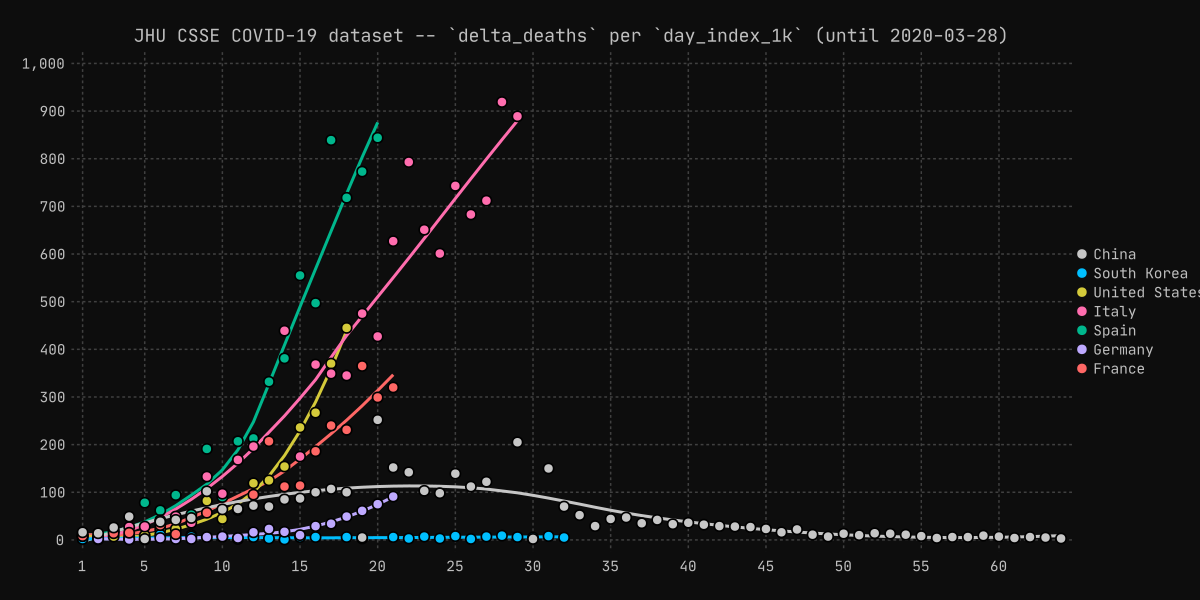 JHU CSSE COVID-19 dataset -- `delta_deaths` per `day_index_1k` (until 2020-03-28)
1,000
900
800
700
600
500
400
300
200
100
0
1 5 10 15 20 25 30 35 40 45 50 55 60
China
South Korea
United States
Italy
Spain
Germany
France